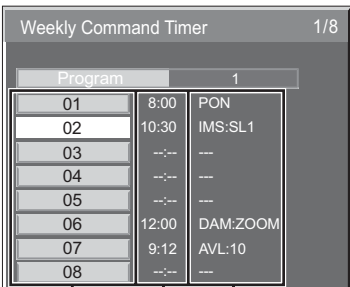 Weekly Command Timer 1/8
Program 1
01 8:00 PON
02 10:30 IMS:SL1
03 --:-- ---
04 --:-- ---
05 --:-- ---
06 12:00 DAM:ZOOM
07 9:12 AVL:10
08 --:-- ---